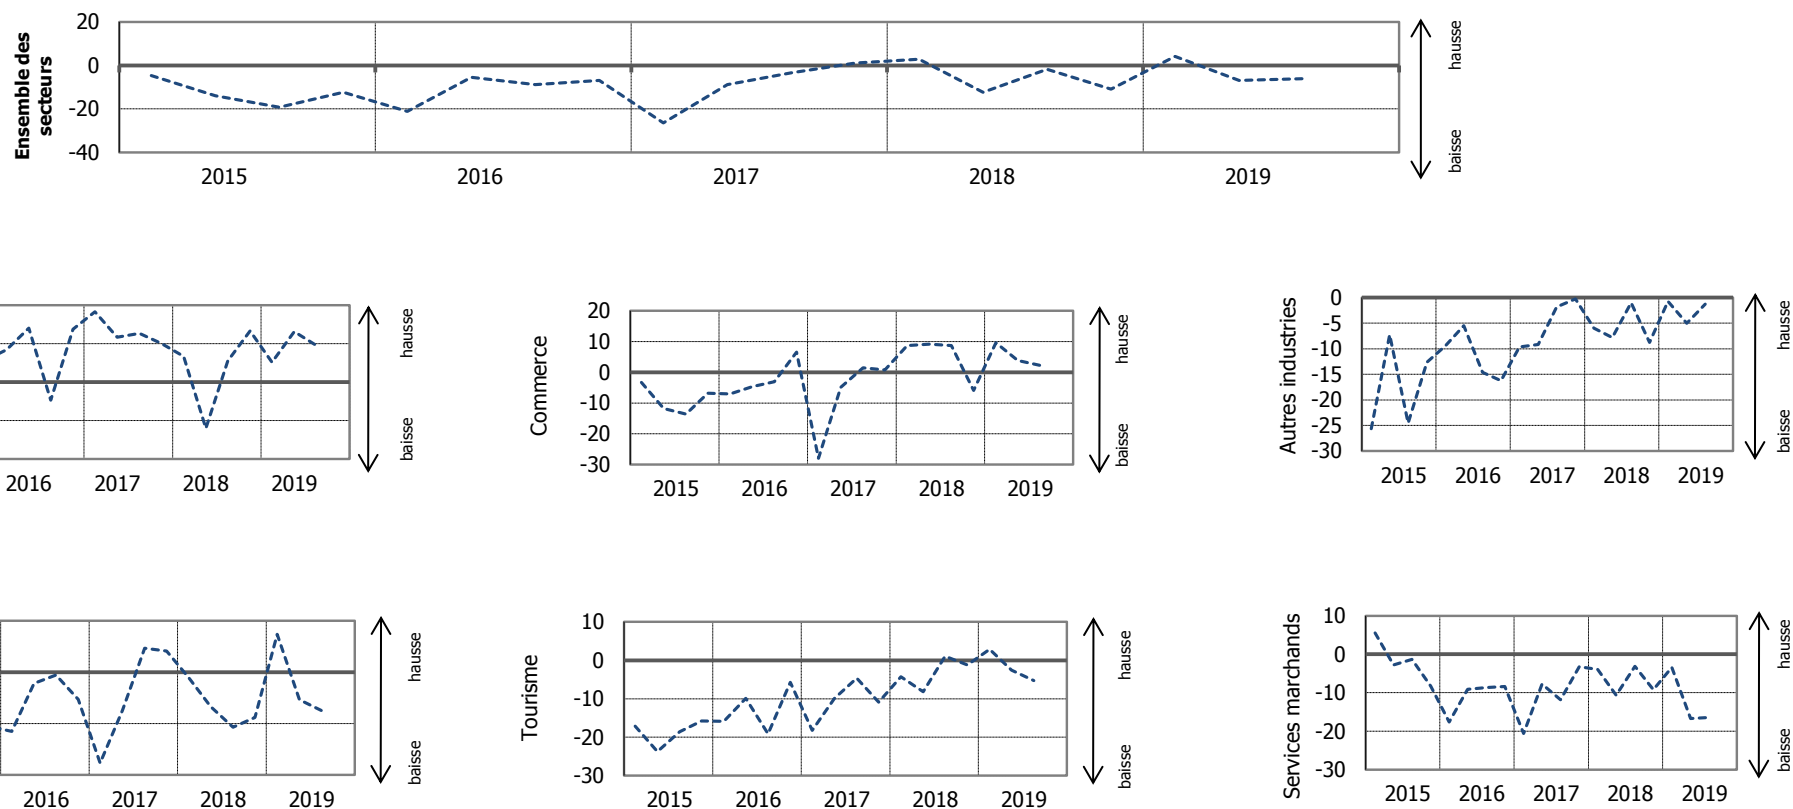 Ensemble des
secteurs
20
0
-20
-40
2015 2016 2017 2018 2019
hausse
baisse
2016 2017 2018 2019
hausse
baisse
Commerce
20
10
0
-10
-20
-30
2015 2016 2017 2018 2019
hausse
baisse
Autres industries
0
-5
-10
-15
-20
-25
-30
2015 2016 2017 2018 2019
hausse
baisse
2016 2017 2018 2019
hausse
baisse
Tourisme
10
0
-10
-20
-30
2015 2016 2017 2018 2019
hausse
baisse
Services marchands
10
0
-10
-20
-30
2015 2016 2017 2018 2019
hausse
baisse